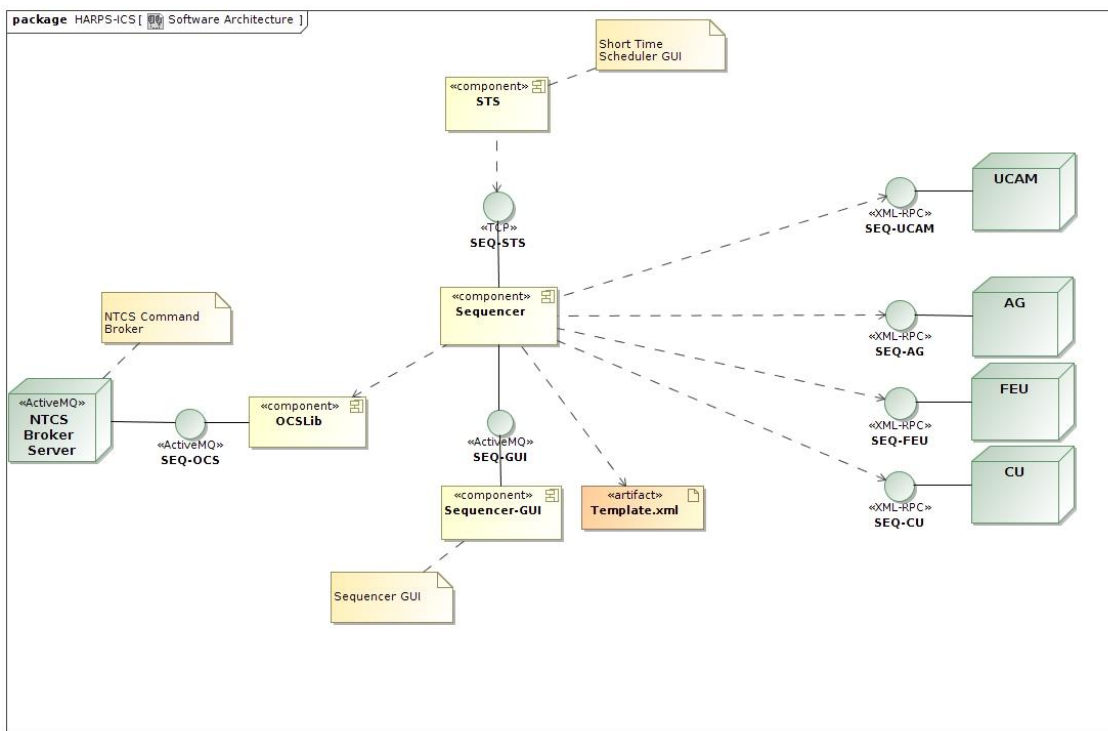 package HARPS-ICS [ Software Architecture ]
Short Time
Scheduler GUI
«component»
STS
«TCP»
SEQ-STS
UCAM
«XML-RPC»
SEQ-UCAM
«component»
Sequencer
AG
«XML-RPC»
SEQ-AG
NTCS Command
Broker
FEU
«XML-RPC»
SEQ-FEU
«ActiveMQ»
NTCS
Broker
Server
«ActiveMQ»
SEQ-OCS
«component»
OCSLib
«ActiveMQ»
SEQ-GUI
CU
«XML-RPC»
SEQ-CU
«component»
Sequencer-GUI
«artifact»
Template.xml
Sequencer GUI